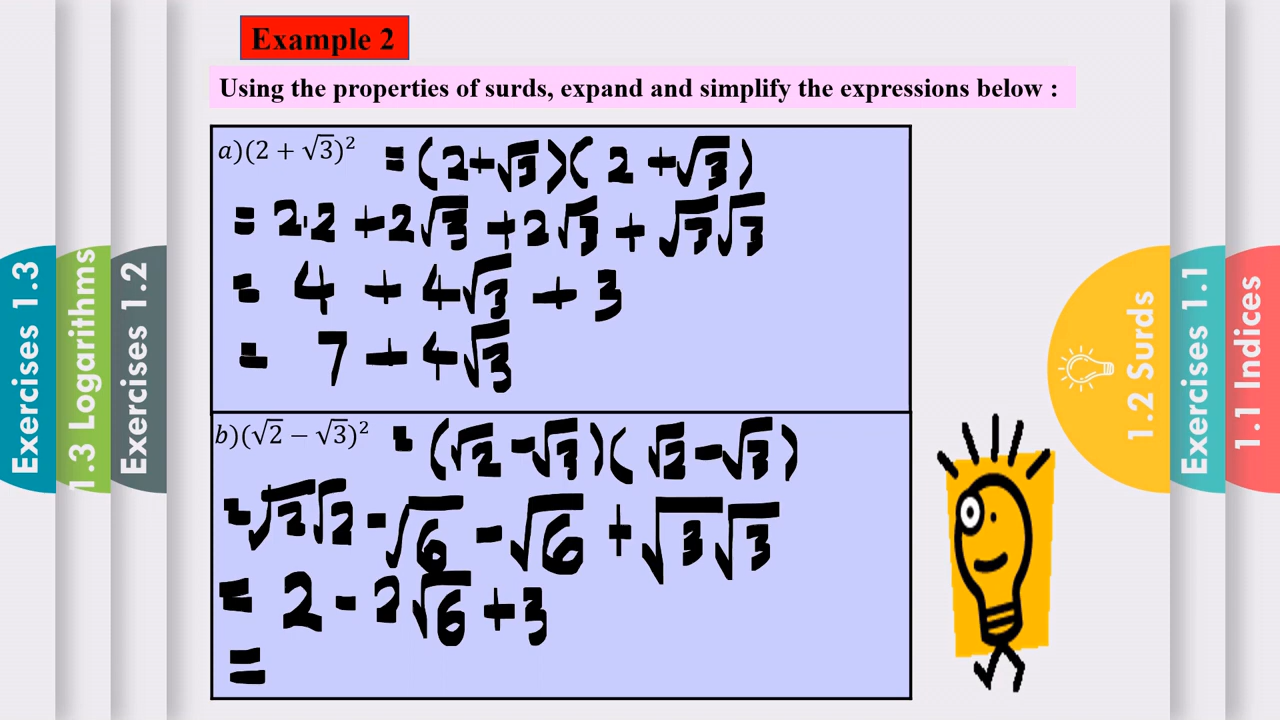 Example 2
Using the properties of surds, expand and simplify the expressions below :
a)(2 + √3)² = (2+√3)(2+√3)
= 2·2 + 2√3 + 2√3 + √3√3
= 4 + 4√3 + 3
= 7 + 4√3
b)(√2 − √3)² = (√2 - √3)(√2 - √3)
= √2√2 - √6 - √6 + √3√3
= 2 - 2√6 + 3
=
Exercises 1.3
1.3 Logarithms
Exercises 1.2
1.2 Surds
Exercises 1.1
1.1 Indices